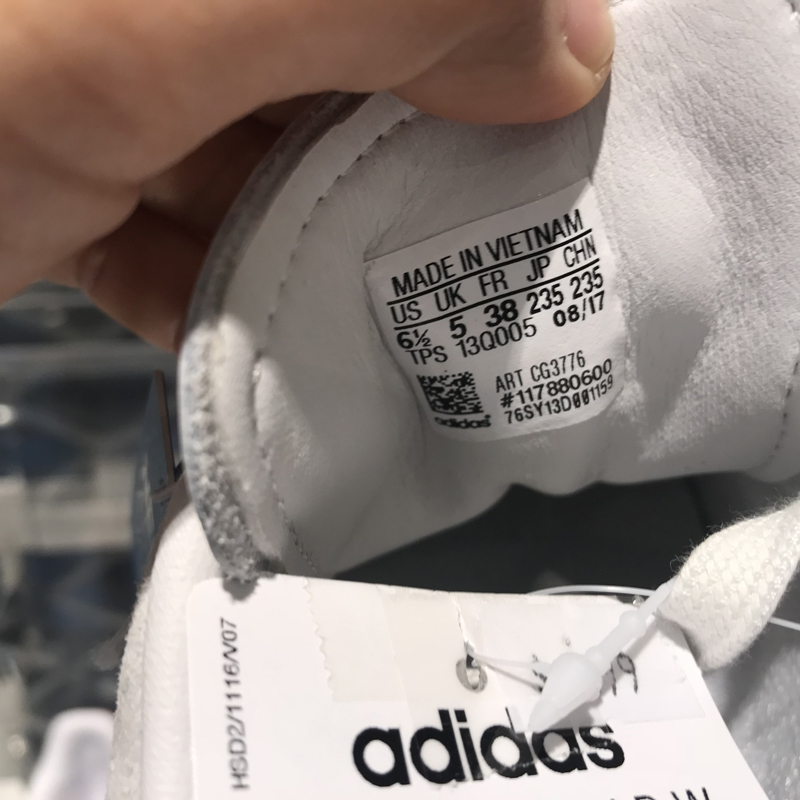 MADE IN VIETNAM
US UK FR JP CHN
6½ 5 38 235 235
TPS 13Q005 08/17
ART CG3776
#117880600
76SY13D001159
adidas
HSD2/1116/V07
adidas